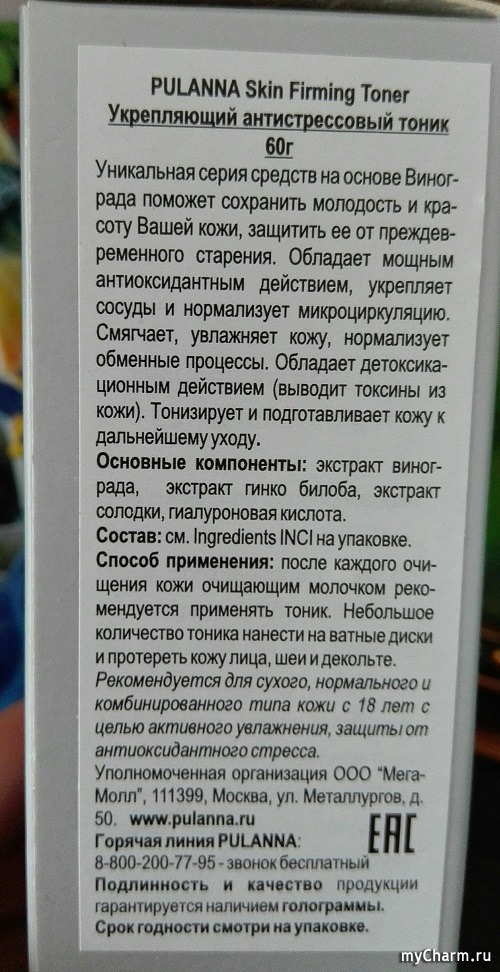 PULANNA Skin Firming Toner
Укрепляющий антистрессовый тоник
60г
Уникальная серия средств на основе Виног-
рада поможет сохранить молодость и кра-
соту Вашей кожи, защитить ее от преждев-
ременного старения. Обладает мощным
антиоксидантным действием, укрепляет
сосуды и нормализует микроциркуляцию.
Смягчает, увлажняет кожу, нормализует
обменные процессы. Обладает детоксика-
ционным действием (выводит токсины из
кожи). Тонизирует и подготавливает кожу к
дальнейшему уходу.
Основные компоненты: экстракт виног-
рада, экстракт гинко билоба, экстракт
солодки, гиалуроновая кислота.
Состав: см. Ingredients INCI на упаковке.
Способ применения: после каждого очи-
щения кожи очищающим молочком реко-
мендуется применять тоник. Небольшое
количество тоника нанести на ватные диски
и протереть кожу лица, шеи и декольте.
Рекомендуется для сухого, нормального и
комбинированного типа кожи с 18 лет с
целью активного увлажнения, защиты от
антиоксидантного стресса.
Уполномоченная организация ООО "Мега-
Молл", 111399, Москва, ул. Металлургов, д.
50. www.pulanna.ru
Горячая линия PULANNA:
8-800-200-77-95 - звонок бесплатный
EAC
Подлинность и качество продукции
гарантируется наличием голограммы.
Срок годности смотри на упаковке.
myCharm.ru